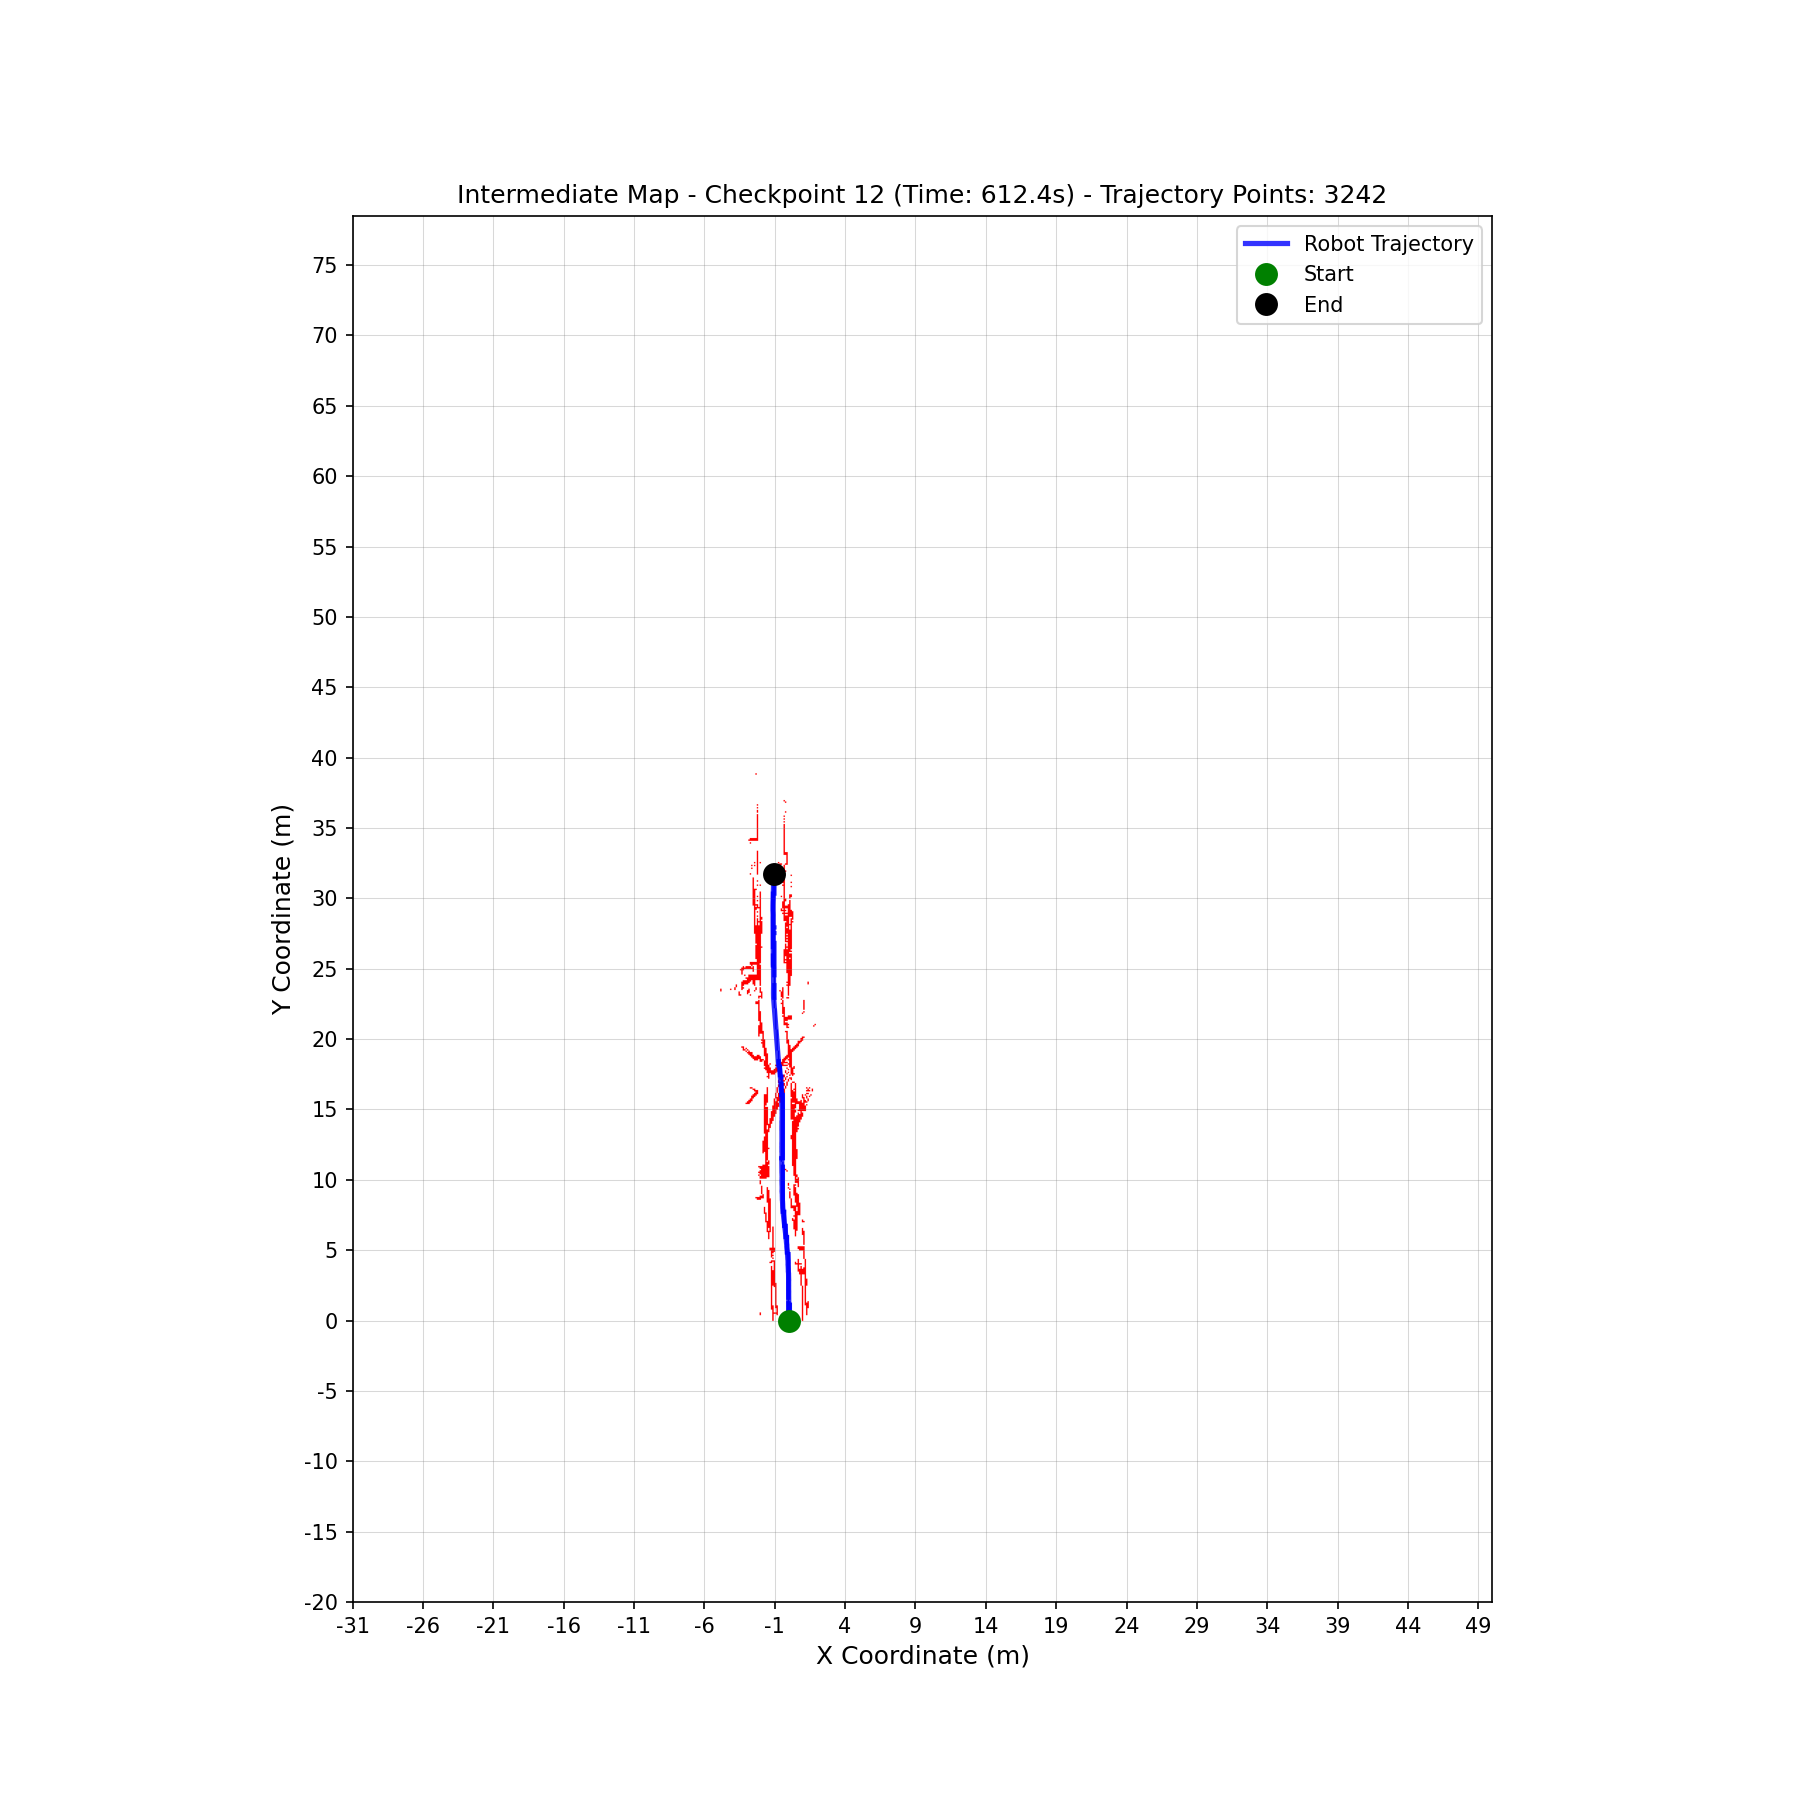 Intermediate Map - Checkpoint 12 (Time: 612.4s) - Trajectory Points: 3242
Robot Trajectory
Start
End
75
70
65
60
55
50
45
40
35
30
25
20
15
10
5
0
-5
-10
-15
-20
Y Coordinate (m)
-31 -26 -21 -16 -11 -6 -1 4 9 14 19 24 29 34 39 44 49
X Coordinate (m)